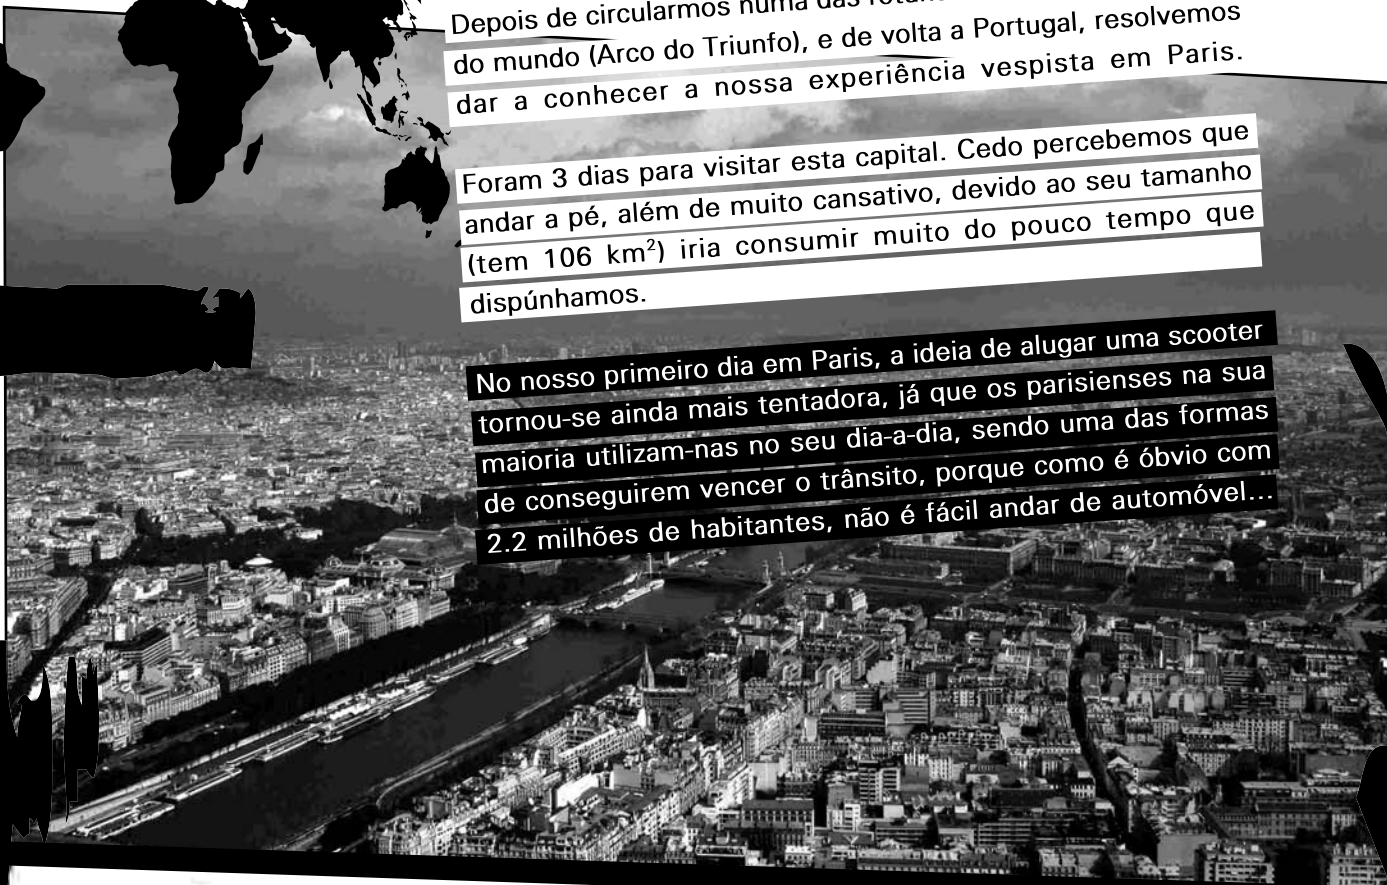 Depois de circularmos numa das
do mundo (Arco do Triunfo), e de volta a Portugal, resolvemos
dar a conhecer a nossa experiência vespista em Paris.
Foram 3 dias para visitar esta capital. Cedo percebemos que
andar a pé, além de muito cansativo, devido ao seu tamanho
(tem 106 km²) iria consumir muito do pouco tempo que
dispúnhamos.
No nosso primeiro dia em Paris, a ideia de alugar uma scooter
tornou-se ainda mais tentadora, já que os parisienses na sua
maioria utilizam-nas no seu dia-a-dia, sendo uma das formas
de conseguirem vencer o trânsito, porque como é óbvio com
2.2 milhões de habitantes, não é fácil andar de automóvel...